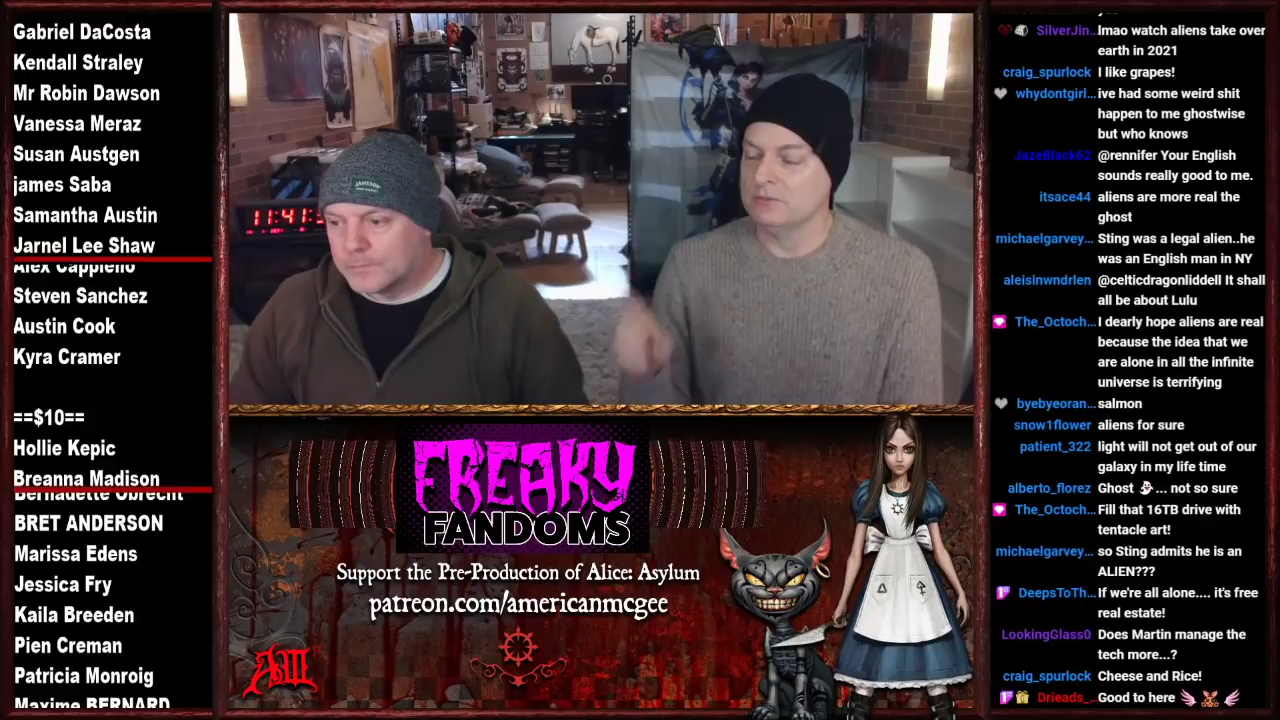 Gabriel DaCosta
Kendall Straley
Mr Robin Dawson
Vanessa Meraz
Susan Austgen
james Saba
Samantha Austin
Jarnel Lee Shaw
Alex Cappiello
Steven Sanchez
Austin Cook
Kyra Cramer
==$10==
Hollie Kepic
Breanna Madison
Bernadette Obrecht
BRET ANDERSON
Marissa Edens
Jessica Fry
Kaila Breeden
Pien Creman
Patricia Monroig
Maxime BERNARD
11:41:
JAMESON
FREAKY
FANDOMS
Support the Pre-Production of Alice: Asylum
patreon.com/americanmcgee
SilverJin... lmao watch aliens take over
earth in 2021
craig_spurlock I like grapes!
whydontgirl... ive had some weird shit
happen to me ghostwise
but who knows
JazeBlack62 @rennifer Your English
sounds really good to me.
itsace44 aliens are more real the
ghost
michaelgarvey... Sting was a legal alien..he
was an English man in NY
aleisinwndrlen @celticdragonliddell It shall
all be about Lulu
The_Octoch... I dearly hope aliens are real
because the idea that we
are alone in all the infinite
universe is terrifying
byebyeoran... salmon
snow1flower aliens for sure
patient_322 light will not get out of our
galaxy in my life time
alberto_florez Ghost 👻... not so sure
The_Octoch... Fill that 16TB drive with
tentacle art!
michaelgarvey... so Sting admits he is an
ALIEN???
DeepsToTh... If we're all alone.... it's free
real estate!
LookingGlass0 Does Martin manage the
tech more...?
craig_spurlock Cheese and Rice!
Drieads_... Good to here